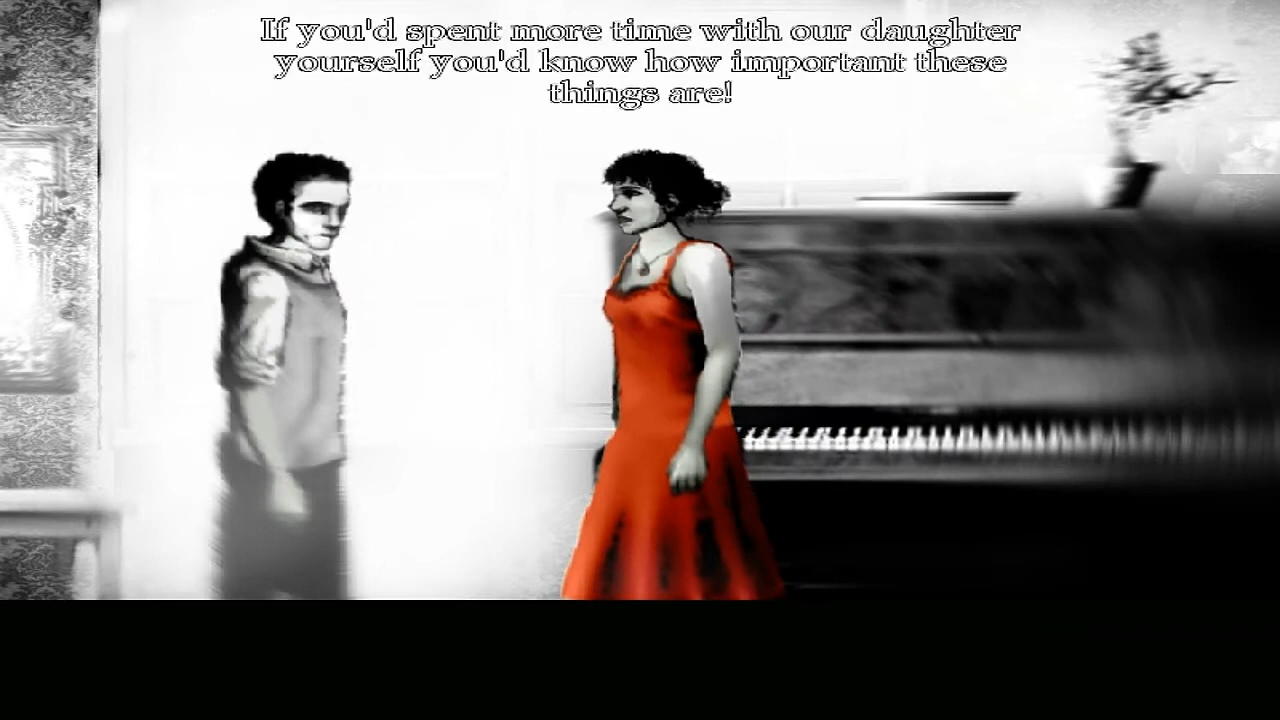 If you'd spent more time with our daughter
yourself you'd know how important these
things are!